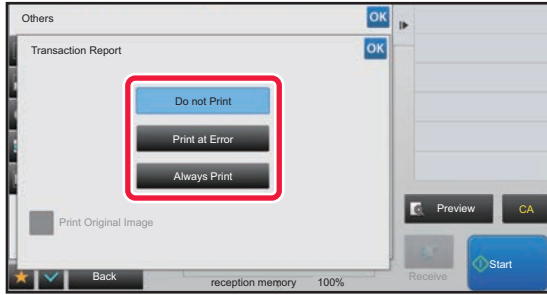 Others
OK
Transaction Report
OK
Do not Print
Print at Error
Always Print
Print Original Image
Preview
CA
Back
reception memory 100%
Receive
Start